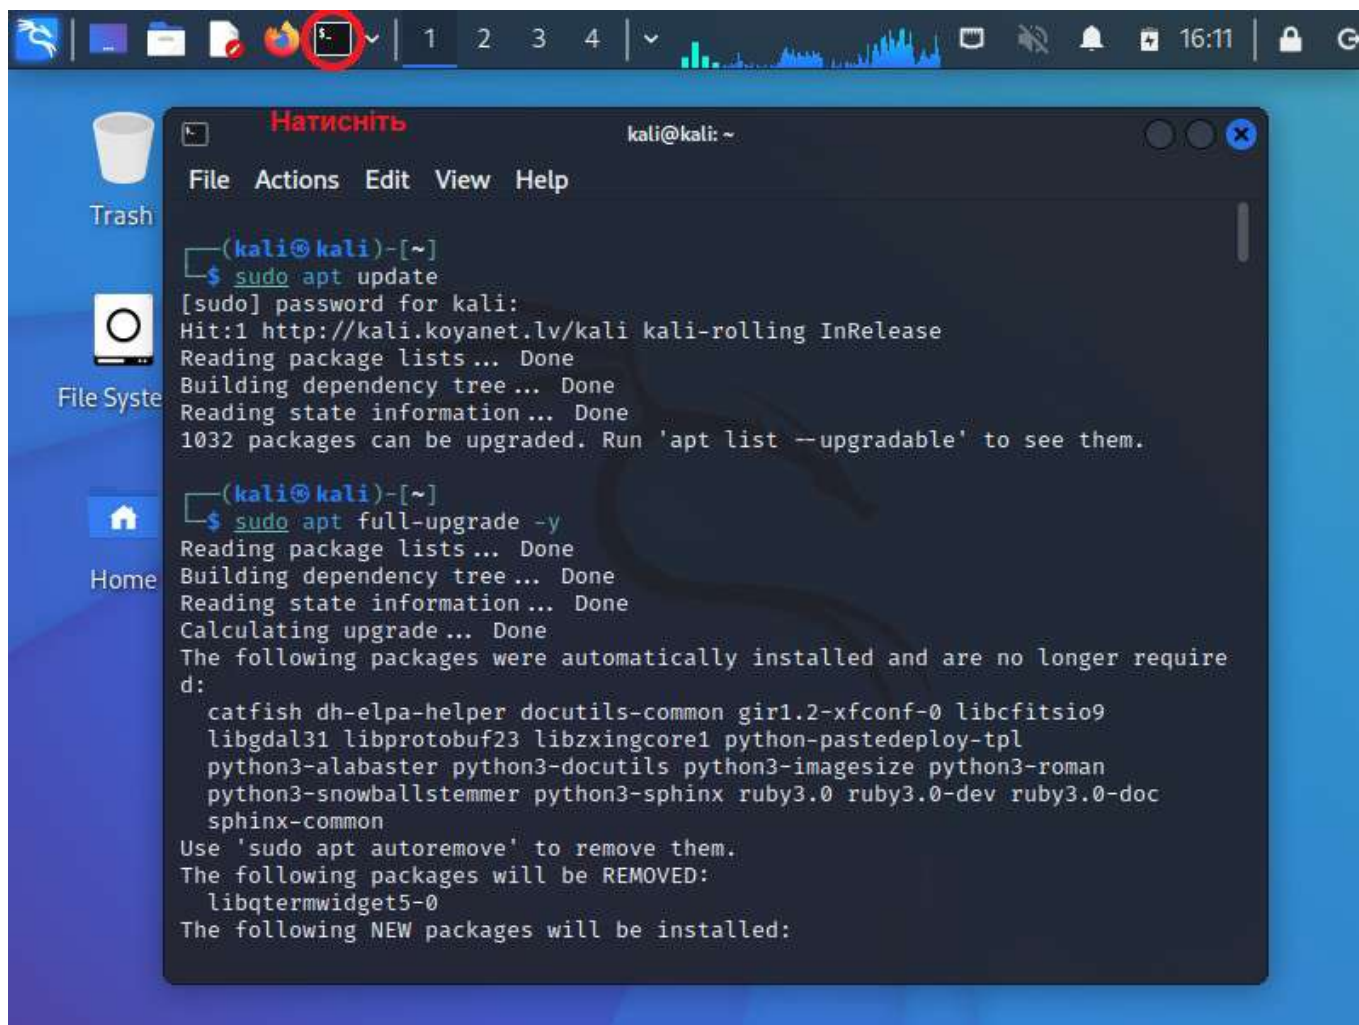 1 2 3 4 16:11
Натисніть
kali@kali: ~
File Actions Edit View Help
Trash
(kali㉿kali)-[~]
$ sudo apt update
[sudo] password for kali:
Hit:1 http://kali.koyanet.lv/kali kali-rolling InRelease
Reading package lists... Done
Building dependency tree... Done
File Syste
Reading state information... Done
1032 packages can be upgraded. Run 'apt list --upgradable' to see them.
(kali㉿kali)-[~]
$ sudo apt full-upgrade -y
Reading package lists... Done
Home
Building dependency tree... Done
Reading state information... Done
Calculating upgrade... Done
The following packages were automatically installed and are no longer require
d:
catfish dh-elpa-helper docutils-common gir1.2-xfconf-0 libcfitsio9
libgdal31 libprotobuf23 libzxingcore1 python-pastedeploy-tpl
python3-alabaster python3-docutils python3-imagesize python3-roman
python3-snowballstemmer python3-sphinx ruby3.0 ruby3.0-dev ruby3.0-doc
sphinx-common
Use 'sudo apt autoremove' to remove them.
The following packages will be REMOVED:
libqtermwidget5-0
The following NEW packages will be installed: